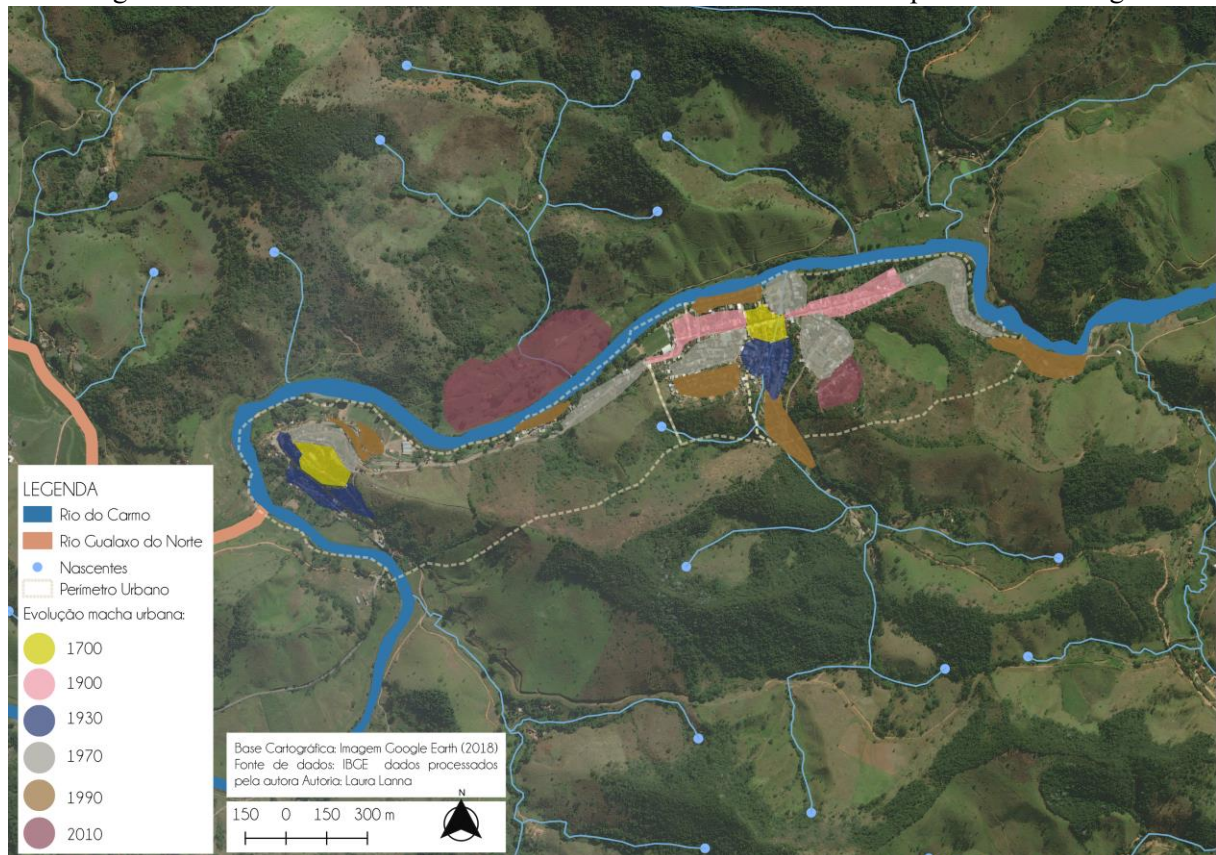 LEGENDA
Rio do Carmo
Rio Gualaxo do Norte
Nascentes
Perímetro Urbano
Evolução macha urbana:
1700
1900
1930
1970
1990
2010
Base Cartográfica: Imagem Google Earth (2018)
Fonte de dados: IBGE dados processados
pela autora Autoria: Laura Lanna
150 0 150 300 m
N